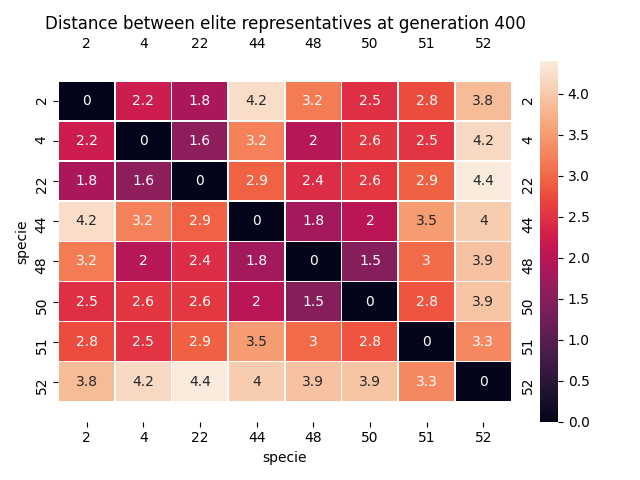 Distance between elite representatives at generation 400
2 4 22 44 48 50 51 52
2 0 2.2 1.8 4.2 3.2 2.5 2.8 3.8 2
4 2.2 0 1.6 3.2 2 2.6 2.5 4.2 4
22 1.8 1.6 0 2.9 2.4 2.6 2.9 4.4 22
44 4.2 3.2 2.9 0 1.8 2 3.5 4 44
48 3.2 2 2.4 1.8 0 1.5 3 3.9 48
50 2.5 2.6 2.6 2 1.5 0 2.8 3.9 50
51 2.8 2.5 2.9 3.5 3 2.8 0 3.3 51
52 3.8 4.2 4.4 4 3.9 3.9 3.3 0 52
2 4 22 44 48 50 51 52
specie
specie
4.0
3.5
3.0
2.5
2.0
1.5
1.0
0.5
0.0